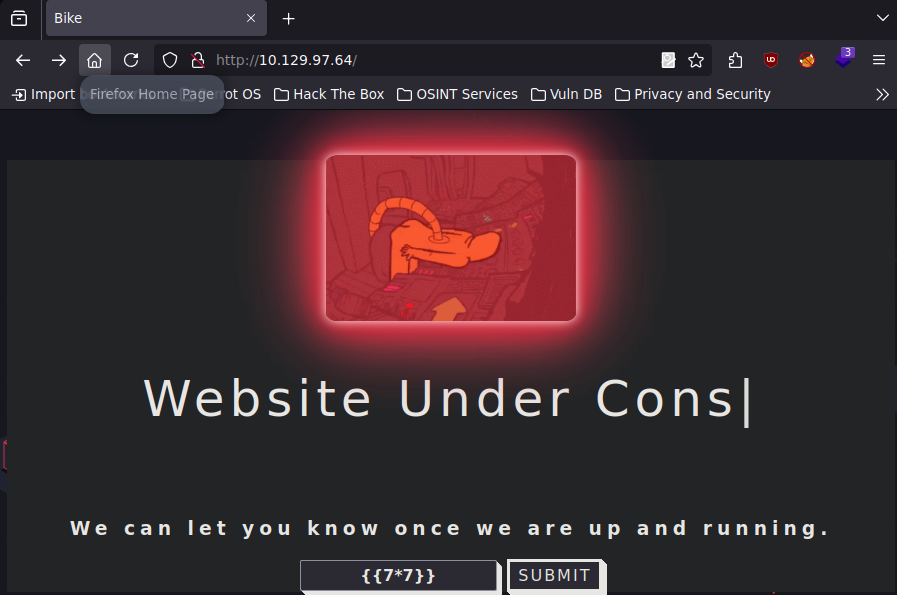 Bike
http://10.129.97.64/
3
Import
Firefox Home Page
rot OS
Hack The Box
OSINT Services
Vuln DB
Privacy and Security
Website Under Cons|
We can let you know once we are up and running.
{{7*7}}
SUBMIT